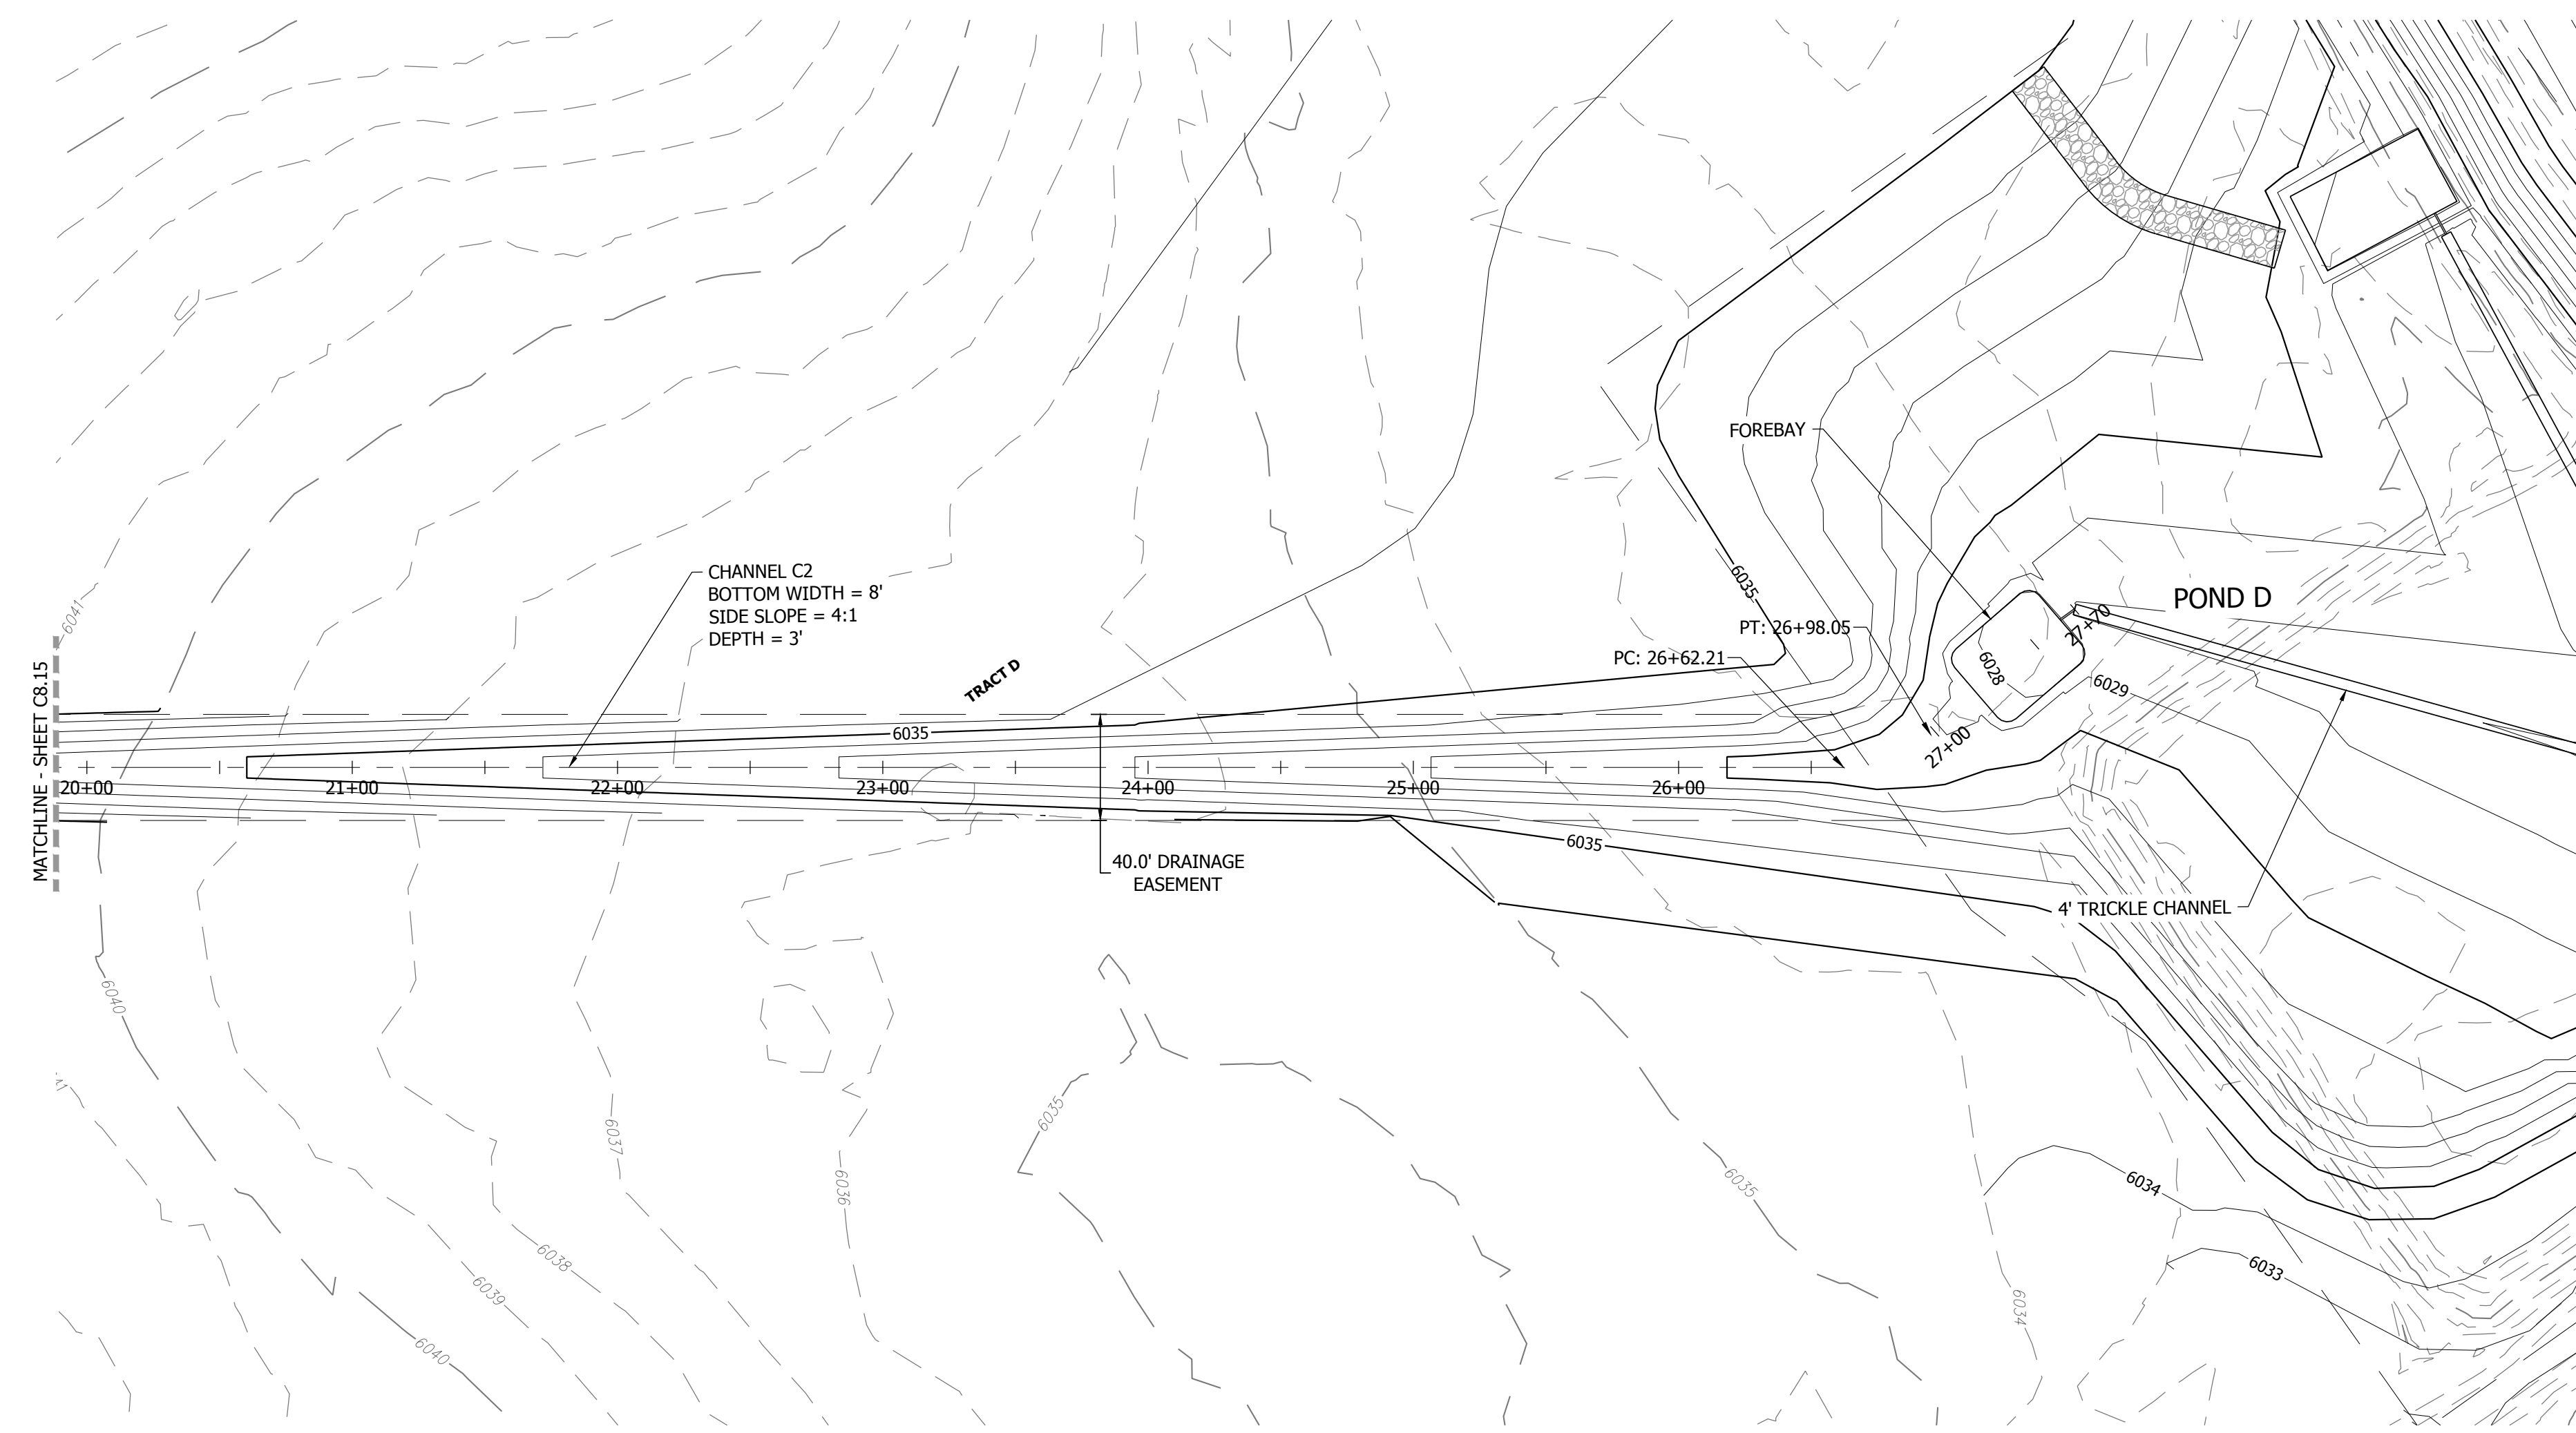 FOREBAY
6035
POND D
CHANNEL C2
BOTTOM WIDTH = 8'
SIDE SLOPE = 4:1
DEPTH = 3'
6041
PT: 26+98.05
27+70
PC: 26+62.21
6028
TRACT D
6029
MATCHLINE - SHEET C8.15
6035
27+00
20+00
21+00
22+00
23+00
24+00
25+00
26+00
6035
40.0' DRAINAGE
EASEMENT
4' TRICKLE CHANNEL
6040
6035
6037
6036
6035
6034
6038
6033
6039
6034
6040